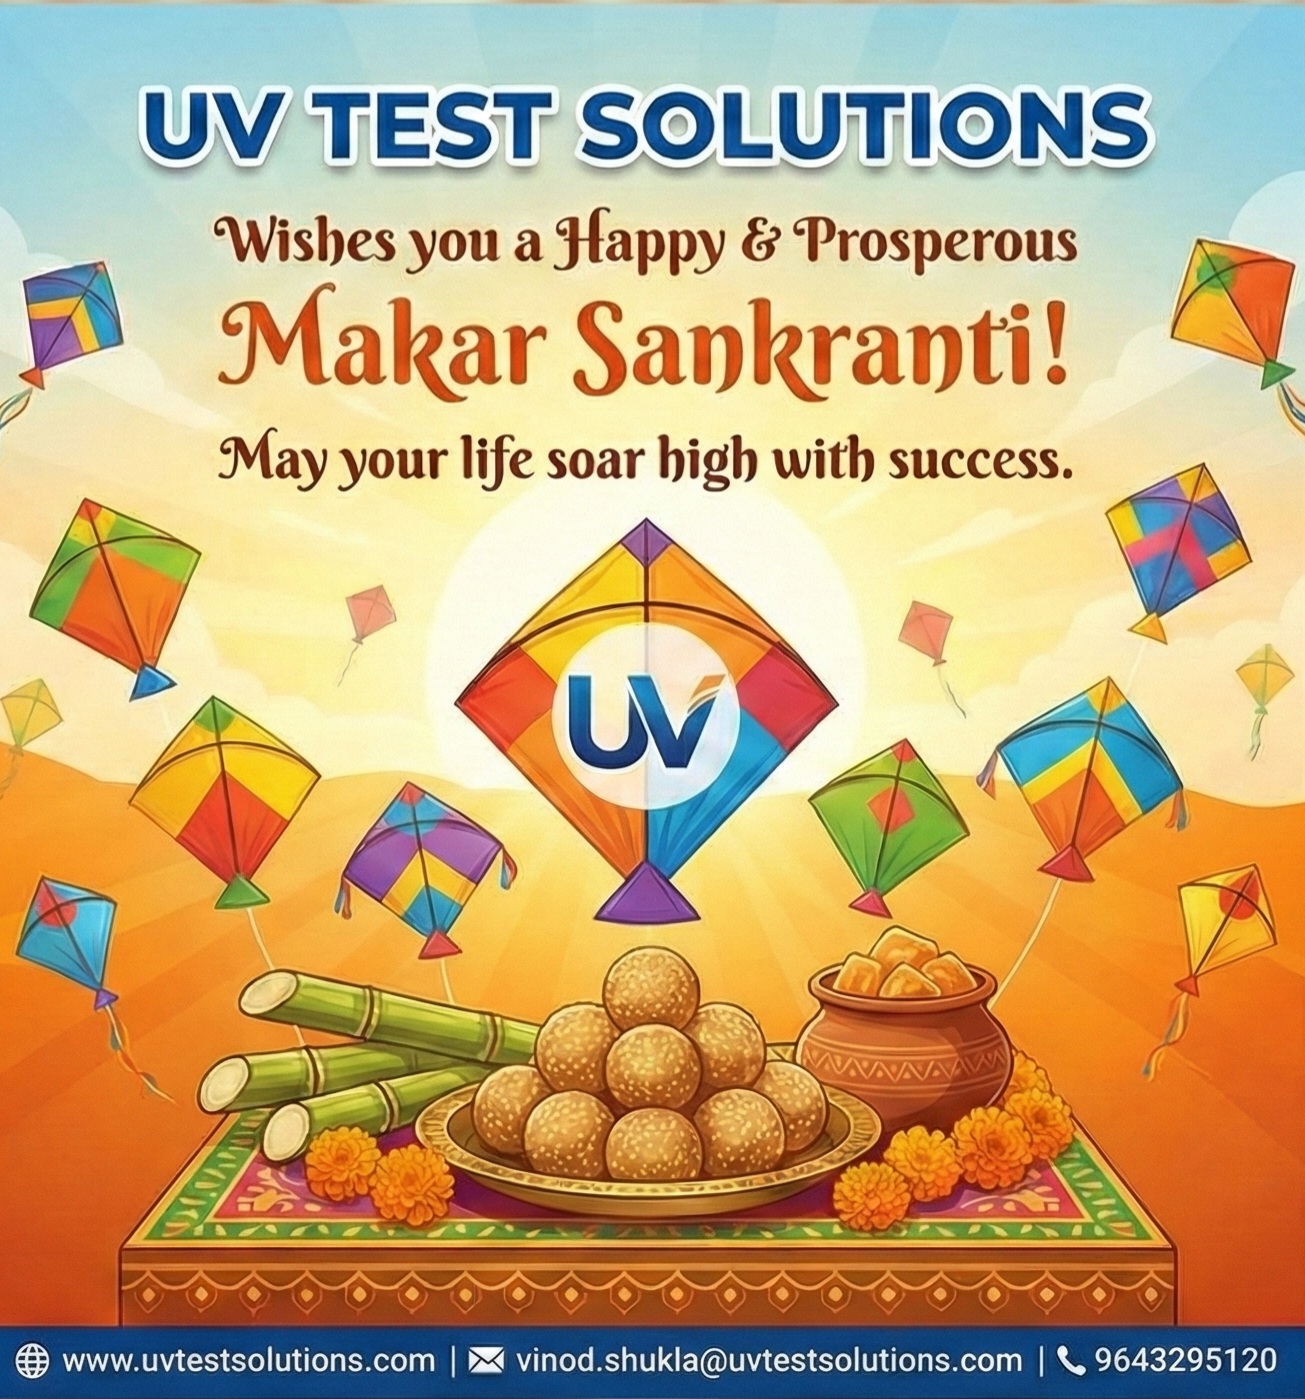 UV TEST SOLUTIONS
Wishes you a Happy & Prosperous
Makar Sankranti!
May your life soar high with success.
UV
www.uvtestsolutions.com | vinod.shukla@uvtestsolutions.com | 9643295120